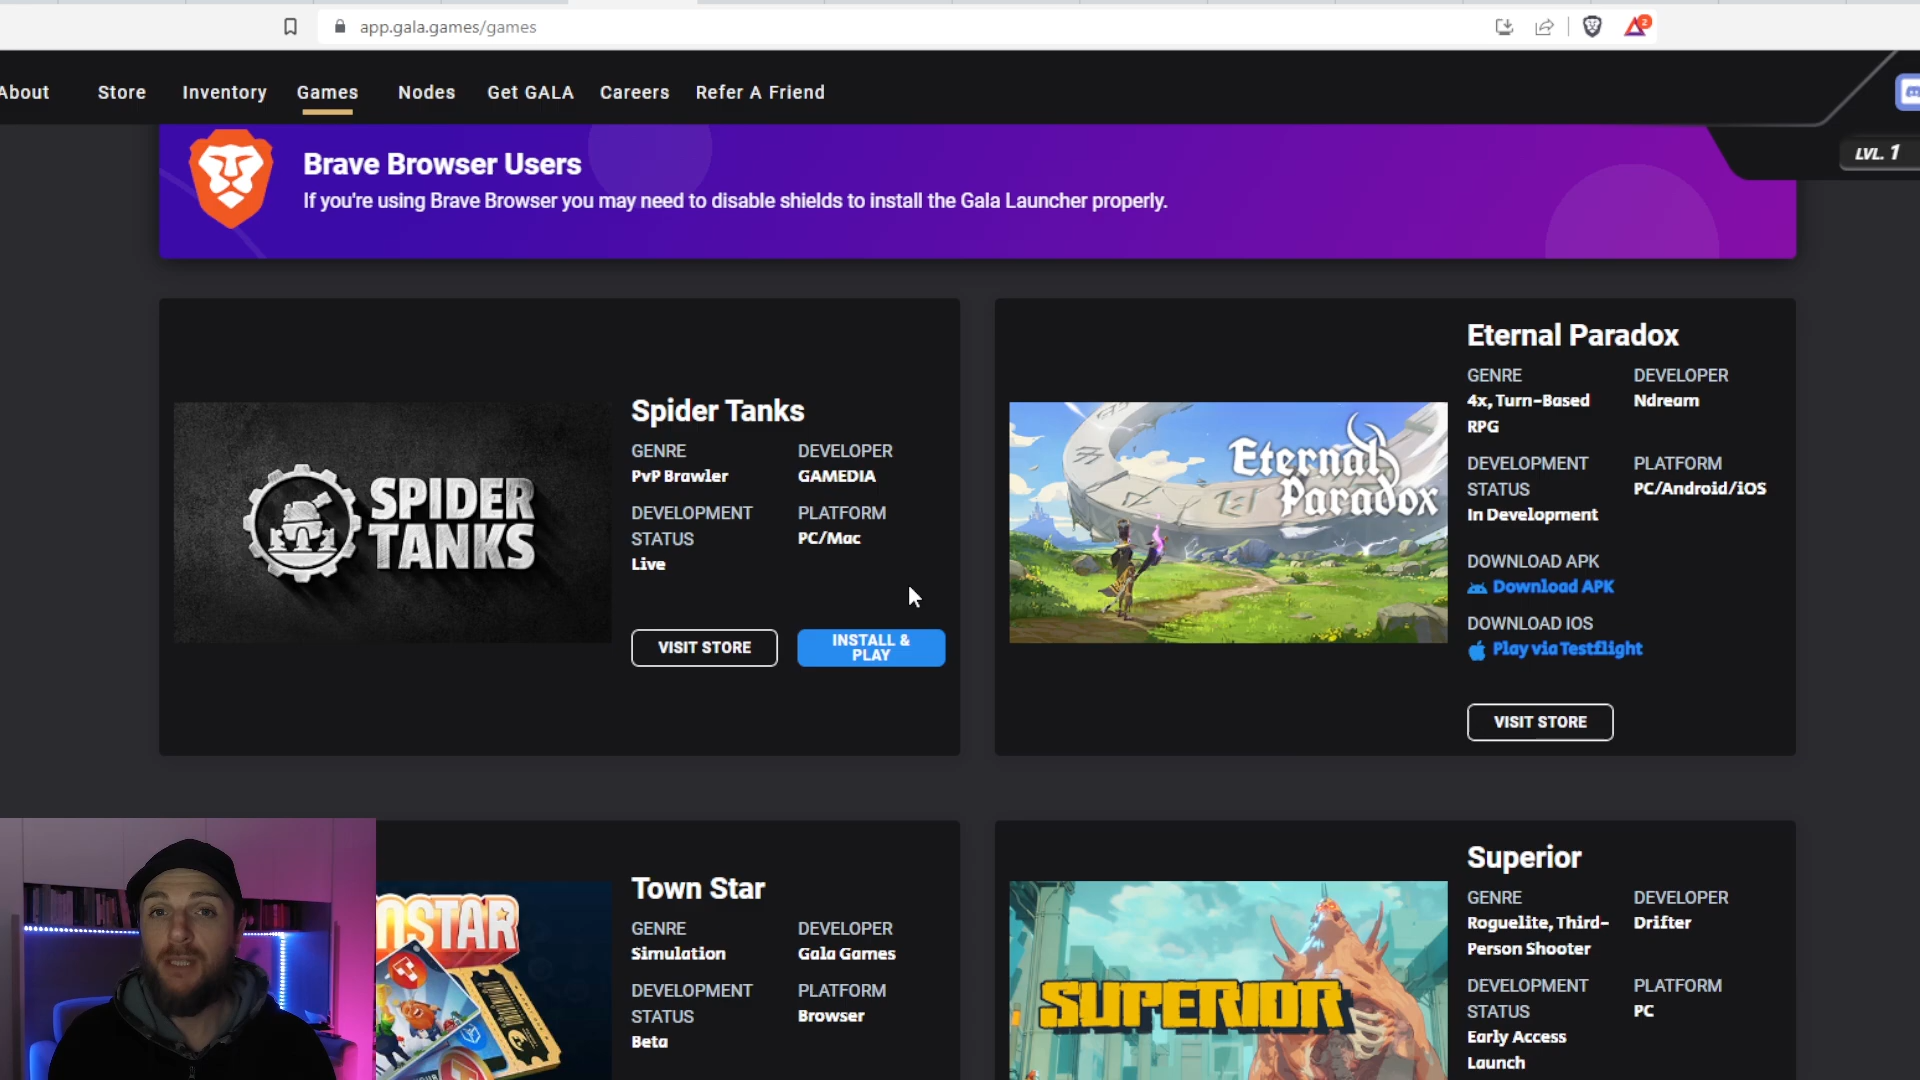 app.gala.games/games
2
About Store Inventory Games Nodes Get GALA Careers Refer A Friend
LVL. 1
Brave Browser Users
If you're using Brave Browser you may need to disable shields to install the Gala Launcher properly.
SPIDER
TANKS
Spider Tanks
GENRE
PvP Brawler
DEVELOPER
GAMEDIA
DEVELOPMENT
STATUS
Live
PLATFORM
PC/Mac
VISIT STORE
INSTALL &
PLAY
Eternal
Paradox
Eternal Paradox
GENRE
4x, Turn-Based
RPG
DEVELOPER
Ndream
DEVELOPMENT
STATUS
In Development
PLATFORM
PC/Android/iOS
DOWNLOAD APK
Download APK
DOWNLOAD IOS
Play via Testflight
VISIT STORE
NSTAR
Town Star
GENRE
Simulation
DEVELOPER
Gala Games
DEVELOPMENT
STATUS
Beta
PLATFORM
Browser
SUPERIOR
Superior
GENRE
Roguelite, Third-
Person Shooter
DEVELOPER
Drifter
DEVELOPMENT
STATUS
Early Access
Launch
PLATFORM
PC